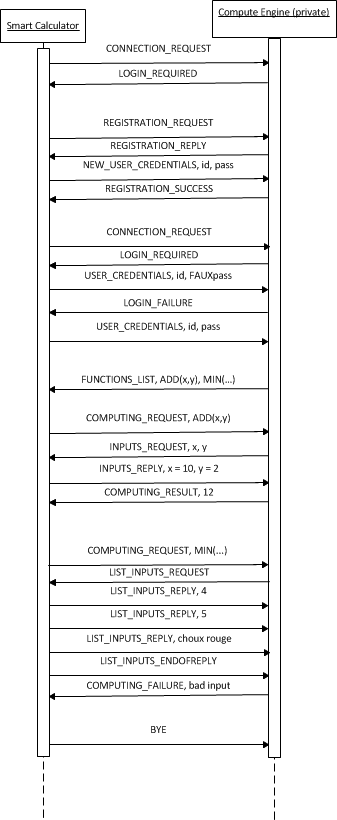 Smart Calculator
Compute Engine (private)
CONNECTION_REQUEST
LOGIN_REQUIRED
REGISTRATION_REQUEST
REGISTRATION_REPLY
NEW_USER_CREDENTIALS, id, pass
REGISTRATION_SUCCESS
CONNECTION_REQUEST
LOGIN_REQUIRED
USER_CREDENTIALS, id, FAUXpass
LOGIN_FAILURE
USER_CREDENTIALS, id, pass
FUNCTIONS_LIST, ADD(x,y), MIN(...)
COMPUTING_REQUEST, ADD(x,y)
INPUTS_REQUEST, x, y
INPUTS_REPLY, x = 10, y = 2
COMPUTING_RESULT, 12
COMPUTING_REQUEST, MIN(...)
LIST_INPUTS_REQUEST
LIST_INPUTS_REPLY, 4
LIST_INPUTS_REPLY, 5
LIST_INPUTS_REPLY, choux rouge
LIST_INPUTS_ENDOFREPLY
COMPUTING_FAILURE, bad input
BYE